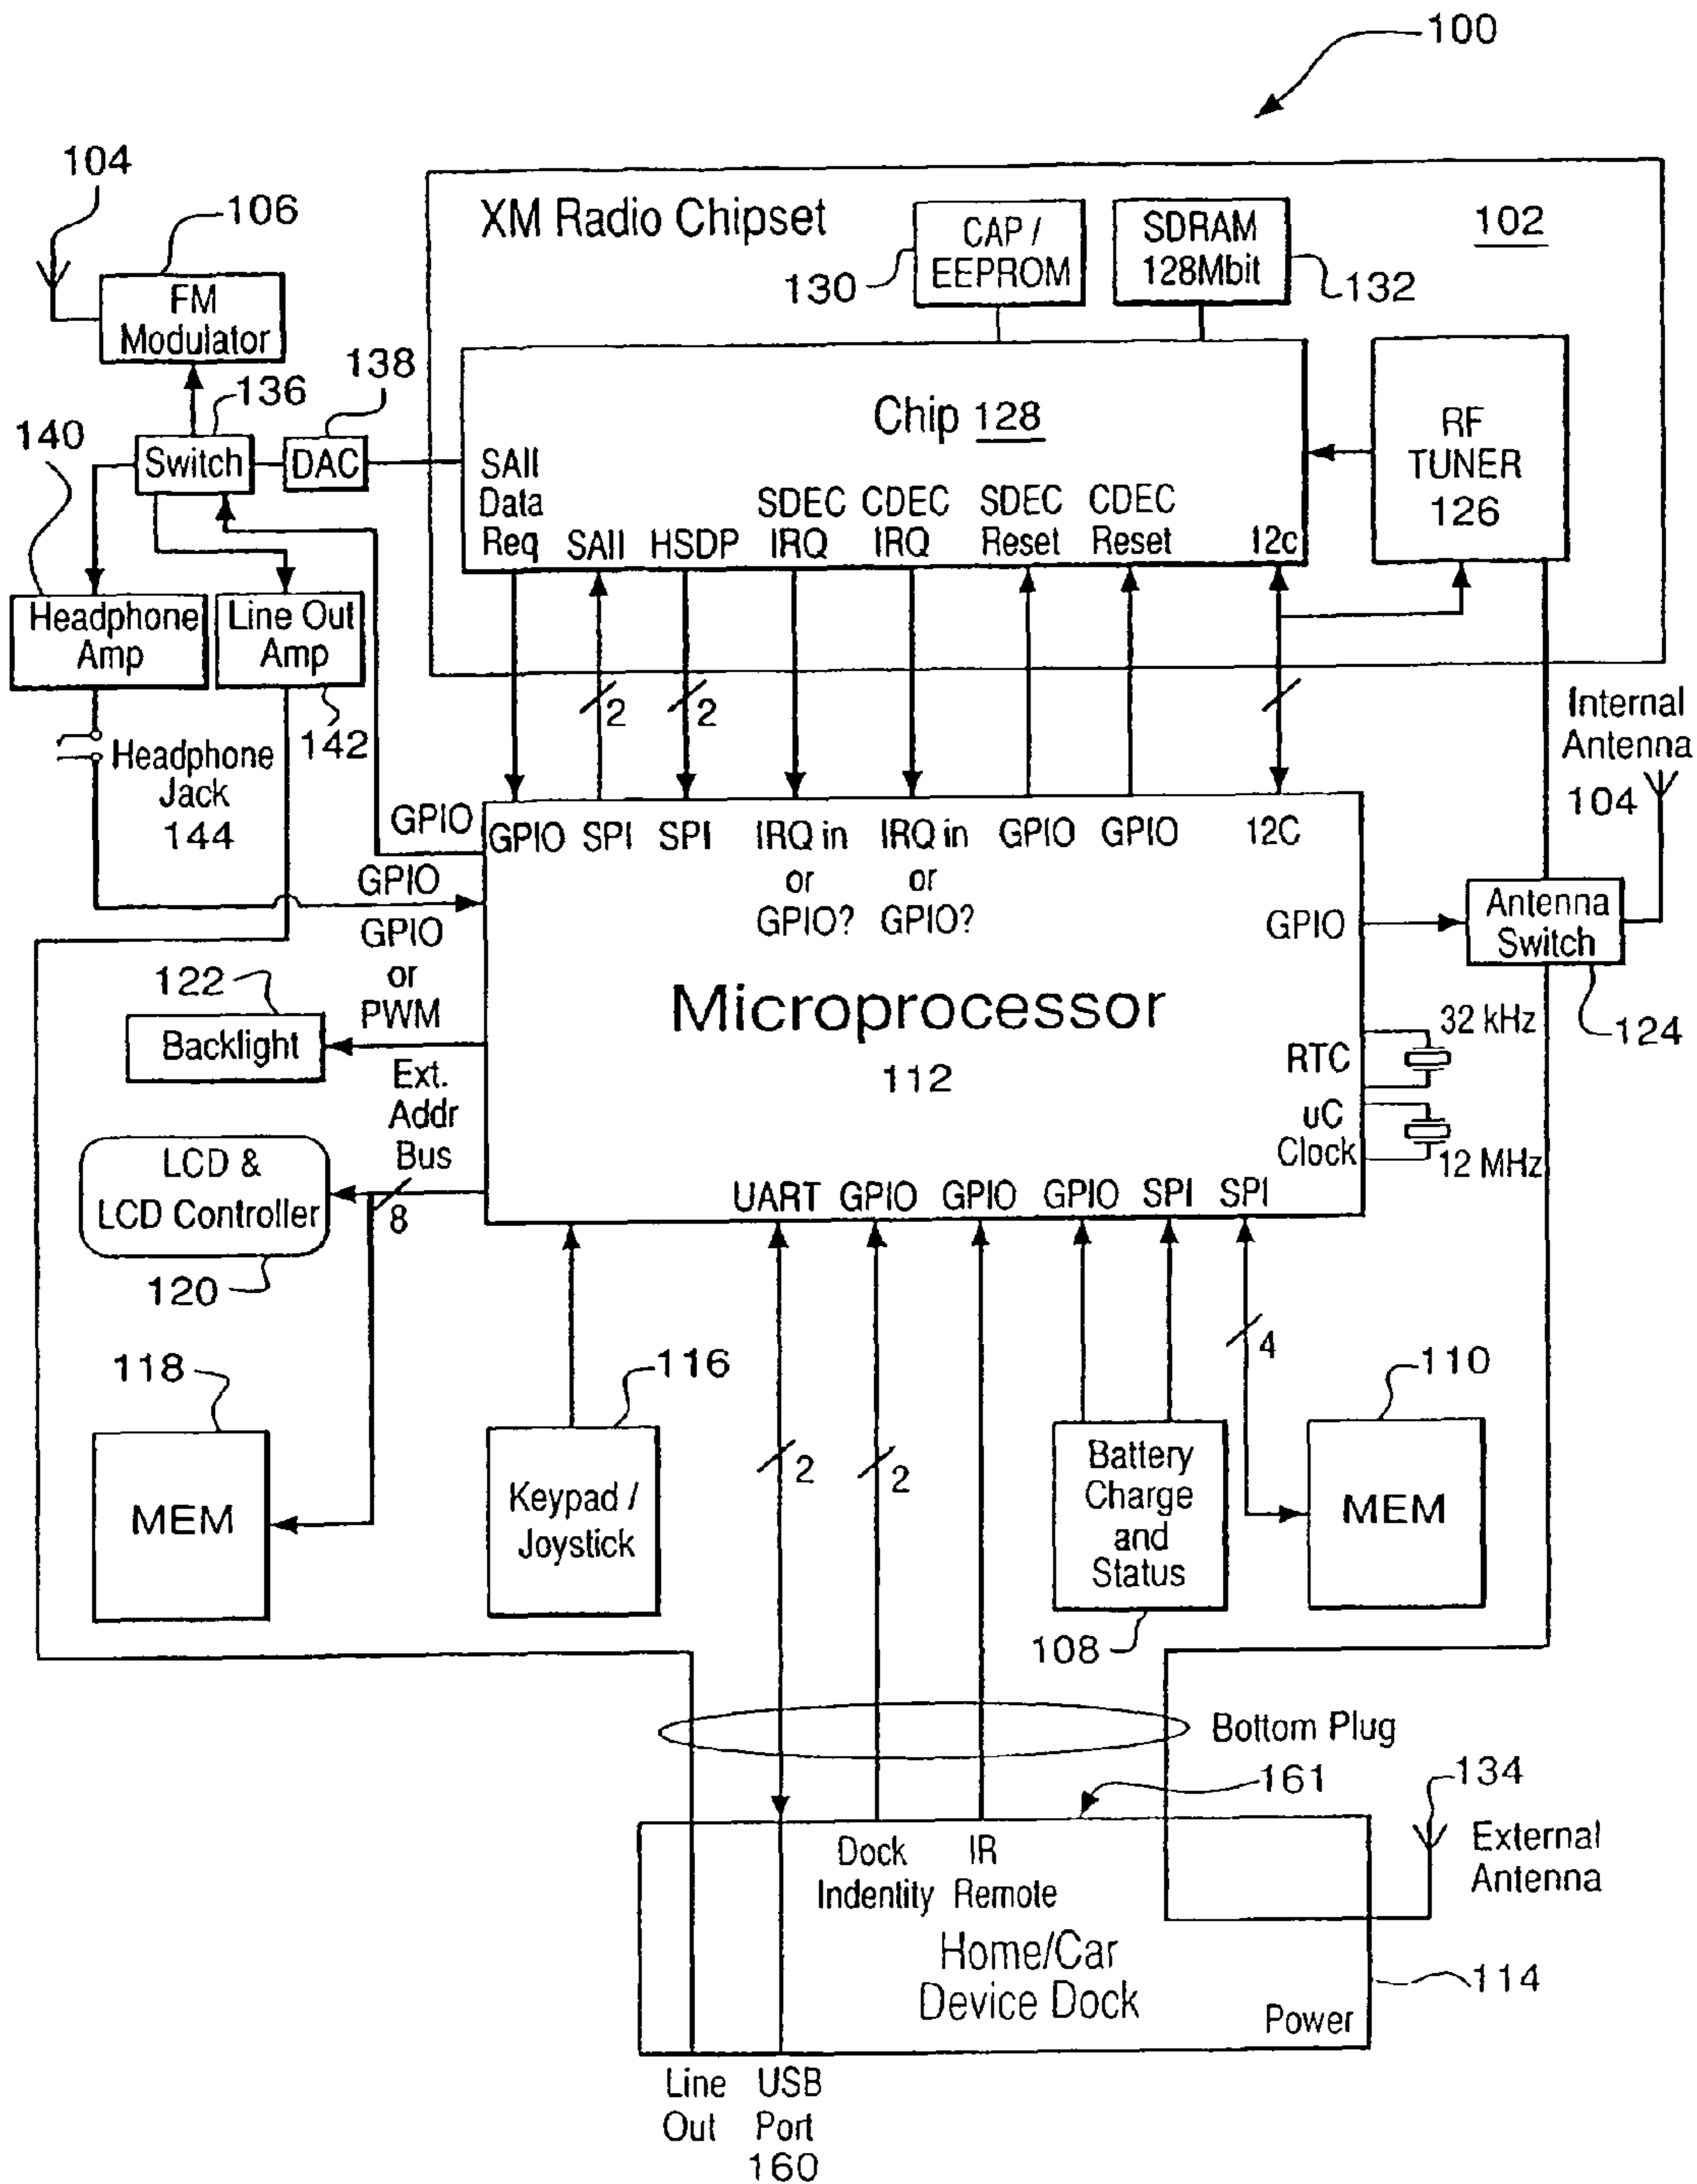 100
104
106
FM
Modulator
XM Radio Chipset
CAP /
EEPROM
130
SDRAM
128Mbit
132
102
136
138
140
Switch
DAC
Chip 128
RF
TUNER
126
SAII
Data
Req
SAII
HSDP
SDEC
IRQ
CDEC
IRQ
SDEC
Reset
CDEC
Reset
12c
Headphone
Amp
Line Out
Amp
142
2
2
Headphone
Jack
144
Internal
Antenna
104
GPIO
GPIO
GPIO
or
PWM
GPIO
SPI
SPI
IRQ in
or
GPIO?
IRQ in
or
GPIO?
GPIO
GPIO
12C
GPIO
Antenna
Switch
124
Microprocessor
112
122
Backlight
RTC
32 kHz
uC
Clock
12 MHz
Ext.
Addr
Bus
8
LCD &
LCD Controller
120
UART
GPIO
GPIO
GPIO
SPI
SPI
118
MEM
116
Keypad /
Joystick
2
2
4
Battery
Charge
and
Status
108
110
MEM
Bottom Plug
161
134
External
Antenna
Dock
Indentity
IR
Remote
Home/Car
Device Dock
Power
114
Line
Out
USB
Port
160